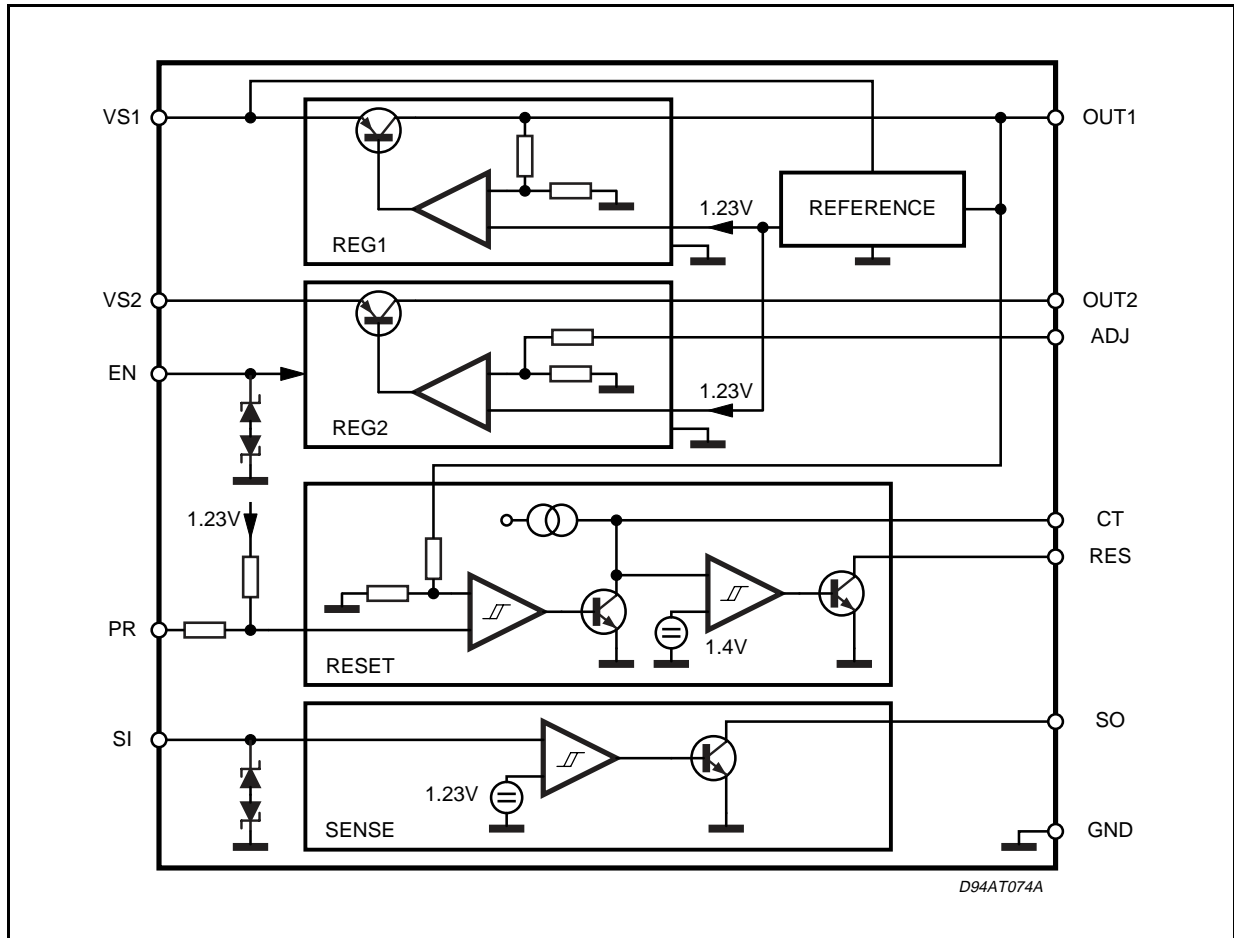 VS1
OUT1
1.23V
REFERENCE
REG1
VS2
OUT2
ADJ
EN
1.23V
REG2
1.23V
CT
RES
PR
1.4V
RESET
SI
SO
1.23V
SENSE
GND
D94AT074A